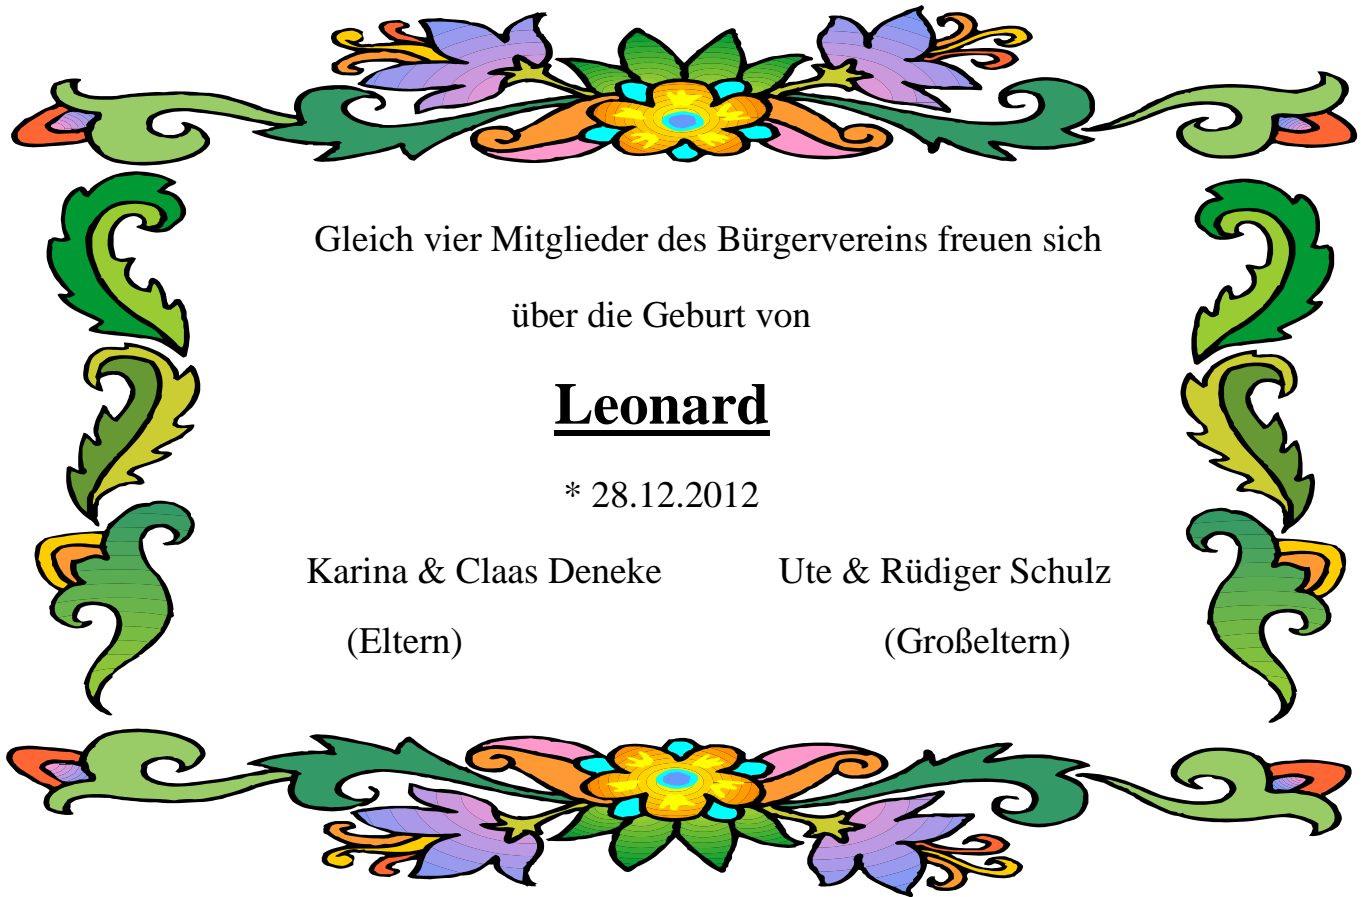 Gleich vier Mitglieder des Bürgervereins freuen sich
über die Geburt von
Leonard
* 28.12.2012
Karina & Claas Deneke Ute & Rüdiger Schulz
(Eltern) (Großeltern)